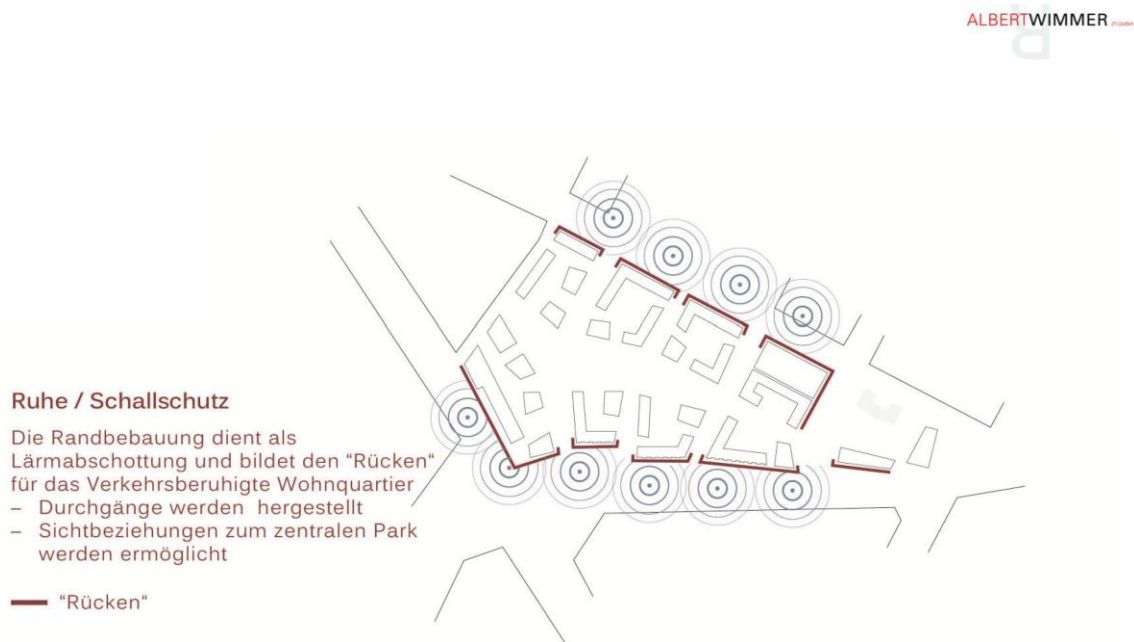 ALBERTWIMMER
Ruhe / Schallschutz
Die Randbebauung dient als
Lärmabschottung und bildet den "Rücken"
für das Verkehrsberuhigte Wohnquartier
– Durchgänge werden hergestellt
– Sichtbeziehungen zum zentralen Park
werden ermöglicht
"Rücken"